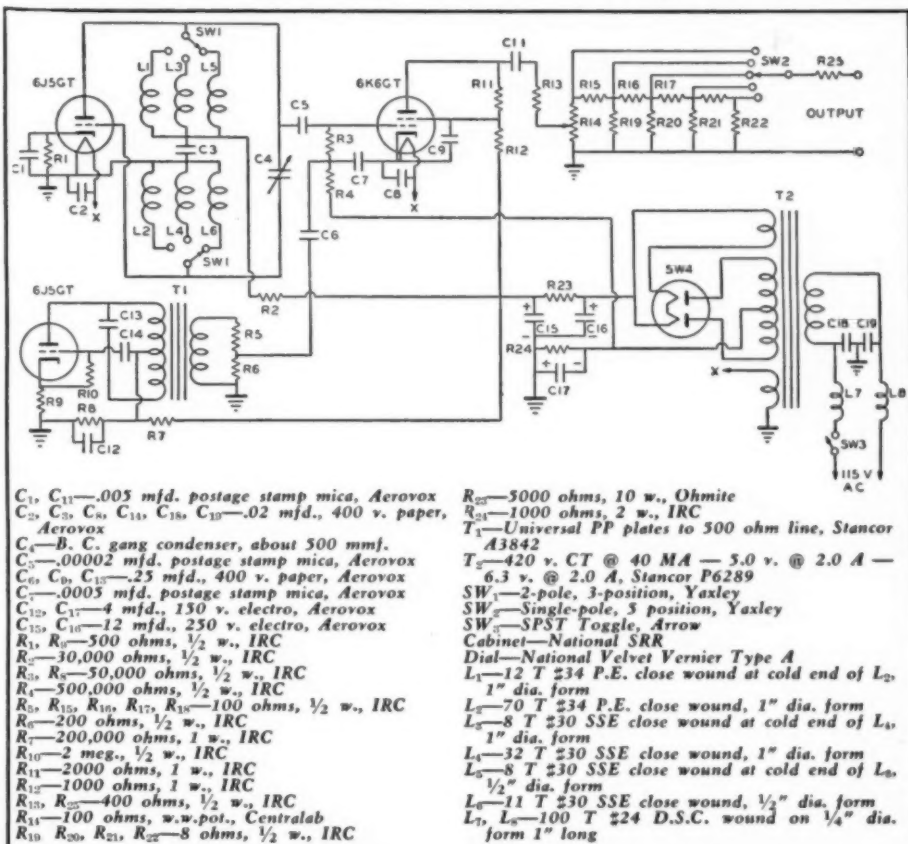 6J5GT
SW1
L1
L3
L5
6K6GT
C11
R11
R13
SW2
R25
R15
R16
R17
R14
R19
R20
R21
R22
OUTPUT
C1
R1
C2
X
C3
C4
C5
R3
R4
C7
C8
C9
X
R12
L2
L4
L6
SW1
C6
T2
SW4
6J5GT
T1
C13
C14
R2
R23
R5
R6
C15
C16
R24
C17
X
C18
C19
L7
L8
SW3
115 V
AC
R9
R10
R8
C12
R7
C₁, C₁₁—.005 mfd. postage stamp mica, Aerovox
C₂, C₃, C₈, C₁₄, C₁₈, C₁₉—.02 mfd., 400 v. paper,
Aerovox
C₄—B. C. gang condenser, about 500 mmf.
C₅—.00002 mfd. postage stamp mica, Aerovox
C₆, C₉, C₁₃—.25 mfd., 400 v. paper, Aerovox
C₇—.0005 mfd. postage stamp mica, Aerovox
C₁₂, C₁₇—4 mfd., 150 v. electro, Aerovox
C₁₅, C₁₆—12 mfd., 250 v. electro, Aerovox
R₁, R₉—500 ohms, ½ w., IRC
R₂—30,000 ohms, ½ w., IRC
R₃, R₈—50,000 ohms, ½ w., IRC
R₄—500,000 ohms, ½ w., IRC
R₅, R₁₅, R₁₆, R₁₇, R₁₈—100 ohms, ½ w., IRC
R₆—200 ohms, ½ w., IRC
R₇—200,000 ohms, 1 w., IRC
R₁₀—2 meg., ½ w., IRC
R₁₁—2000 ohms, 1 w., IRC
R₁₂—1000 ohms, 1 w., IRC
R₁₃, R₂₅—400 ohms, ½ w., IRC
R₁₄—100 ohms, w.w.pot., Centralab
R₁₉ R₂₀, R₂₁, R₂₂—8 ohms, ½ w., IRC
R₂₃—5000 ohms, 10 w., Ohmite
R₂₄—1000 ohms, 2 w., IRC
T₁—Universal PP plates to 500 ohm line, Stancor
A3842
T₂—420 v. CT @ 40 MA — 5.0 v. @ 2.0 A —
6.3 v. @ 2.0 A, Stancor P6289
SW₁—2-pole, 3-position, Yaxley
SW₂—Single-pole, 5 position, Yaxley
SW₃—SPST Toggle, Arrow
Cabinet—National SRR
Dial—National Velvet Vernier Type A
L₁—12 T #34 P.E. close wound at cold end of L₂,
1" dia. form
L₂—70 T #34 P.E. close wound, 1" dia. form
L₃—8 T #30 SSE close wound at cold end of L₄,
1" dia. form
L₄—32 T #30 SSE close wound, 1" dia. form
L₅—8 T #30 SSE close wound at cold end of L₆,
½" dia. form
L₆—11 T #30 SSE close wound, ½" dia. form
L₇, L₈—100 T #24 D.S.C. wound on ¼" dia.
form 1" long